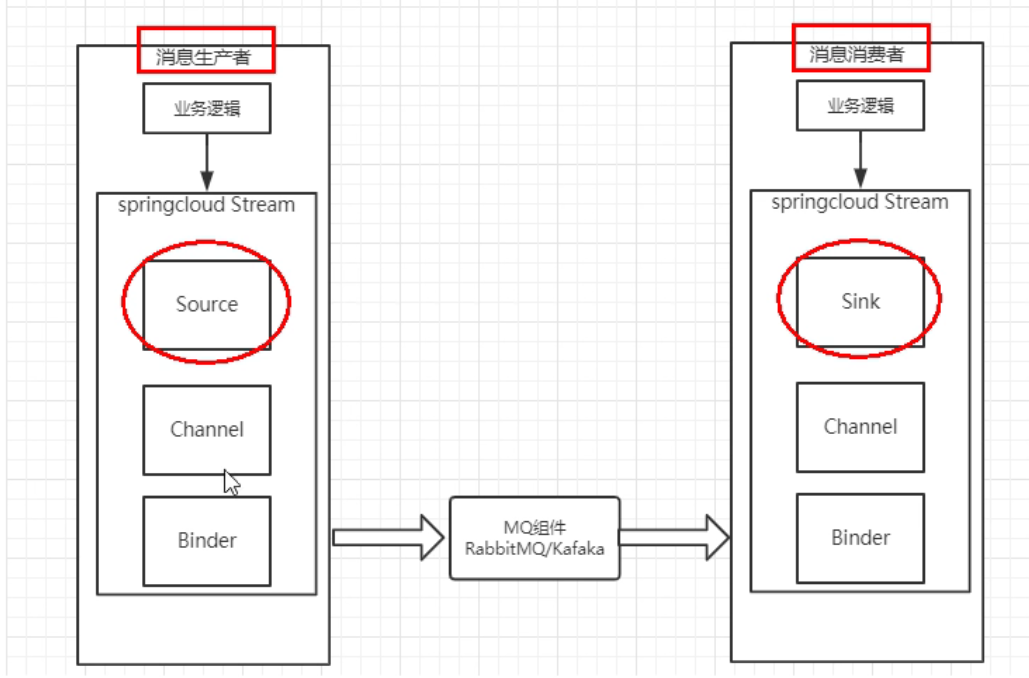 消息生产者
业务逻辑
springcloud Stream
Source
Channel
Binder
MQ组件
RabbitMQ/Kafaka
消息消费者
业务逻辑
springcloud Stream
Sink
Channel
Binder